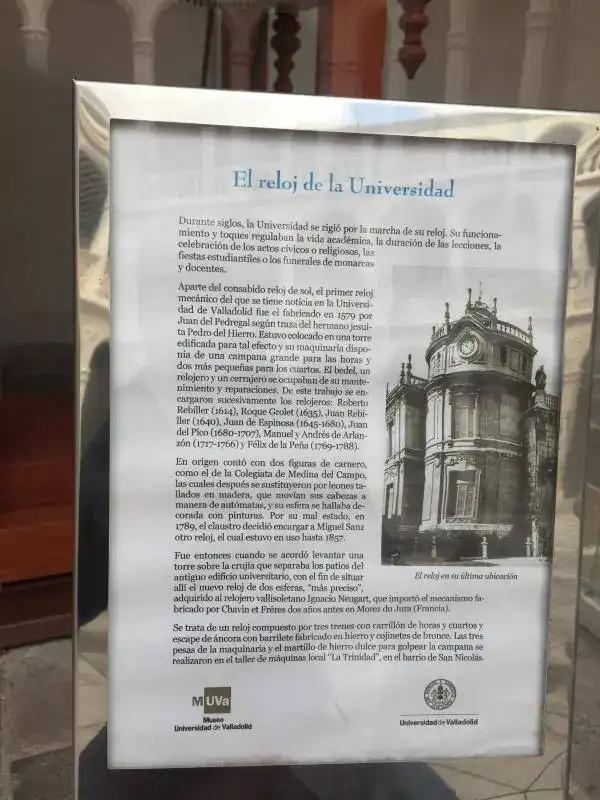 El reloj de la Universidad
Durante siglos, la Universidad se rigió por la marcha de su reloj. Su funciona-
miento y toques regulaban la vida académica, la duración de las lecciones, la
celebración de los actos cívicos o religiosos, las
fiestas estudiantiles o los funerales de monarcas
y docentes.
Aparte del consabido reloj de sol, el primer reloj
mecánico del que se tiene noticia en la Universi-
dad de Valladolid fue el fabricado en 1579 por
Juan del Pedregal según traza del hermano jesui-
ta Pedro del Hierro. Estuvo colocado en una torre
edificada para tal efecto y su maquinaria dispo-
nía de una campana grande para las horas y
dos más pequeñas para los cuartos. El bedel, un
relojero y un cerrajero se ocupaban de su mante-
nimiento y reparaciones. De este trabajo se en-
cargaron sucesivamente los relojeros: Roberto
Rebiller (1614), Roque Grolet (1635), Juan Rebi-
ller (1640), Juan de Espinosa (1645-1680), Juan
del Pico (1680-1707), Manuel y Andrés de Arlan-
zón (1717-1766) y Félix de la Peña (1769-1788).
En origen contó con dos figuras de carnero,
como el de la Colegiata de Medina del Campo,
las cuales después se sustituyeron por leones ta-
llados en madera, que movían sus cabezas a
manera de autómatas, y su esfera se hallaba de-
corada con pinturas. Por su mal estado, en
1789, el claustro decidió encargar a Miguel Sanz
otro reloj, el cual estuvo en uso hasta 1857.
Fue entonces cuando se acordó levantar una
torre sobre la crujía que separaba los patios del
antiguo edificio universitario, con el fin de situar
allí el nuevo reloj de dos esferas, "más preciso",
adquirido al relojero vallisoletano Ignacio Neugart, que importó el mecanismo fa-
bricado por Chavin et Fréres dos años antes en Morez du Jura (Francia).
Se trata de un reloj compuesto por tres trenes con carrillón de horas y cuartos y
escape de áncora con barrilete fabricado en hierro y cojinetes de bronce. Las tres
pesas de la maquinaria y el martillo de hierro dulce para golpear la campana se
realizaron en el taller de máquinas local "La Trinidad", en el barrio de San Nicolás.
El reloj en su última ubicación
MUVa
Museo
Universidad de Valladolid
Universidad de Valladolid